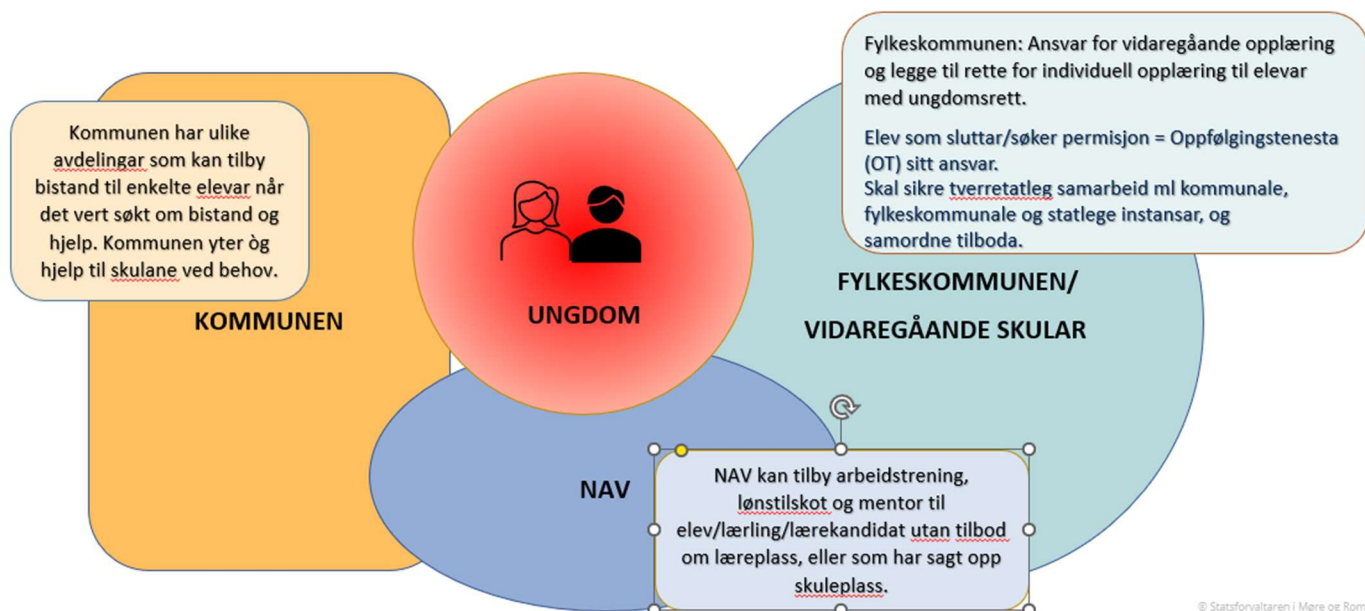 Kommunen har ulike
avdelingar som kan tilby
bistand til enkelte elevar når
det vert søkt om bistand og
hjelp. Kommunen yter òg
hjelp til skulane ved behov.
KOMMUNEN
UNGDOM
Fylkeskommunen: Ansvar for vidaregåande opplæring
og legge til rette for individuell opplæring til elevar
med ungdomsrett.
Elev som sluttar/søker permisjon = Oppfølgingstenesta
(OT) sitt ansvar.
Skal sikre tverretatleg samarbeid ml kommunale,
fylkeskommunale og statlege instansar, og
samordne tilboda.
FYLKESKOMMUNEN/
VIDAREGÅANDE SKULAR
NAV
NAV kan tilby arbeidstrening,
lønstilskot og mentor til
elev/lærling/lærekandidat utan tilbod
om læreplass, eller som har sagt opp
skuleplass.
© Statsforvaltaren i Møre og Rom